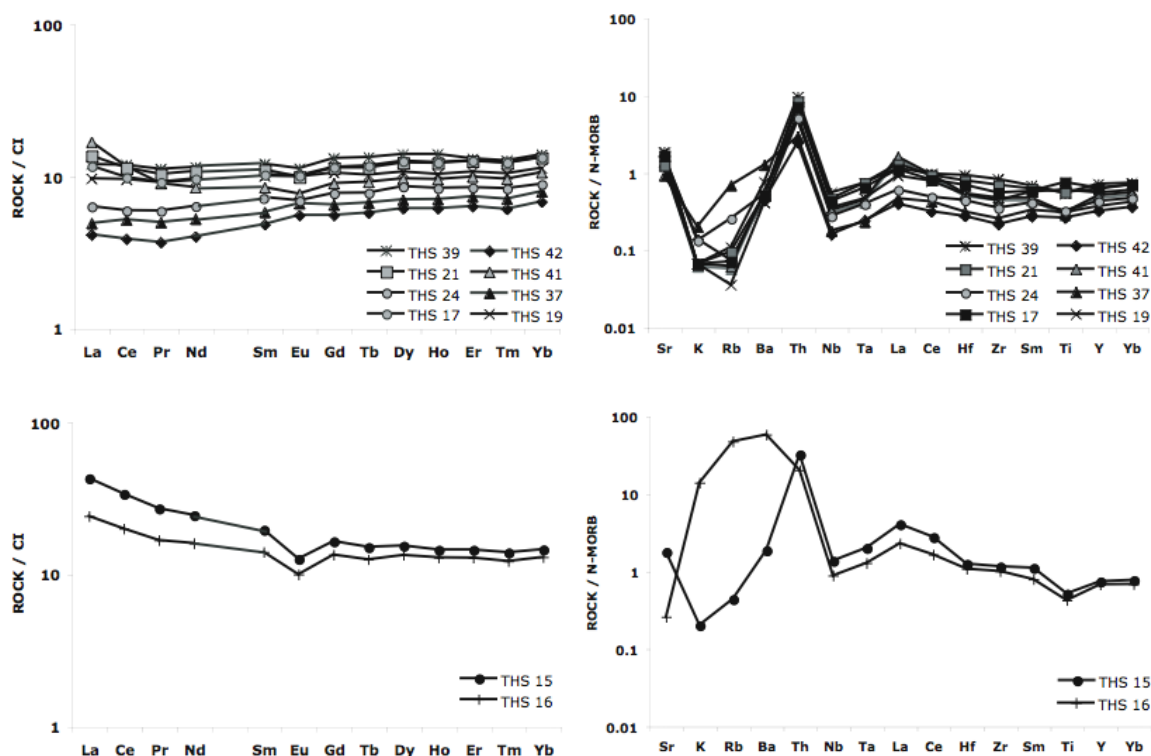 100
10
1
ROCK / CI
La Ce Pr Nd Sm Eu Gd Tb Dy Ho Er Tm Yb
THS 39 THS 42
THS 21 THS 41
THS 24 THS 37
THS 17 THS 19
100
10
1
0.1
0.01
ROCK / N-MORB
Sr K Rb Ba Th Nb Ta La Ce Hf Zr Sm Ti Y Yb
THS 39 THS 42
THS 21 THS 41
THS 24 THS 37
THS 17 THS 19
100
10
1
ROCK / CI
La Ce Pr Nd Sm Eu Gd Tb Dy Ho Er Tm Yb
THS 15
THS 16
100
10
1
0.1
0.01
ROCK / N-MORB
Sr K Rb Ba Th Nb Ta La Ce Hf Zr Sm Ti Y Yb
THS 15
THS 16